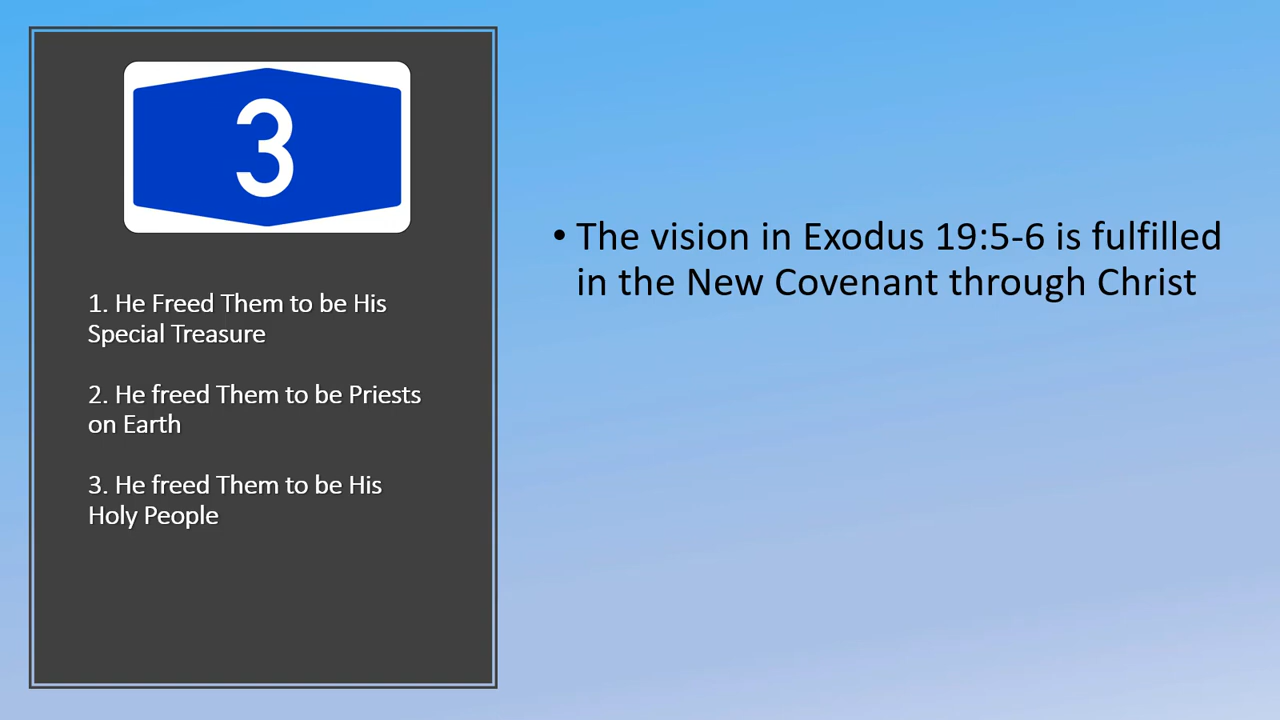 3
1. He Freed Them to be His
Special Treasure
2. He freed Them to be Priests
on Earth
3. He freed Them to be His
Holy People
• The vision in Exodus 19:5-6 is fulfilled
in the New Covenant through Christ